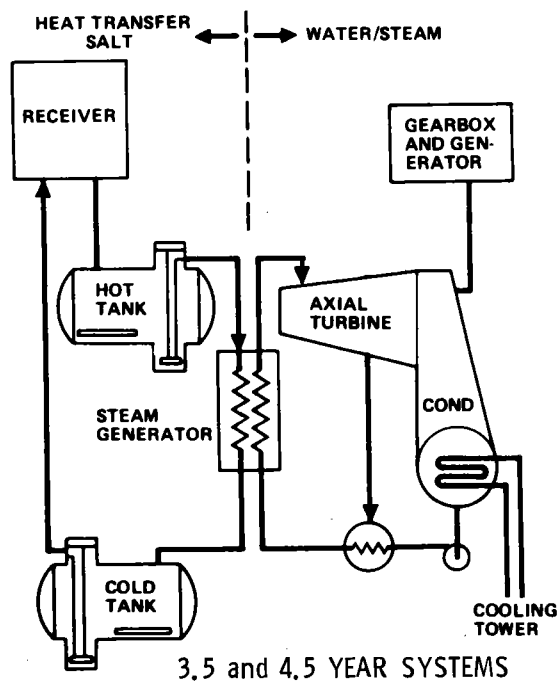 HEAT TRANSFER
SALT
WATER/STEAM
RECEIVER
GEARBOX
AND GEN-
ERATOR
HOT
TANK
AXIAL
TURBINE
STEAM
GENERATOR
COND
COLD
TANK
COOLING
TOWER
3.5 and 4.5 YEAR SYSTEMS